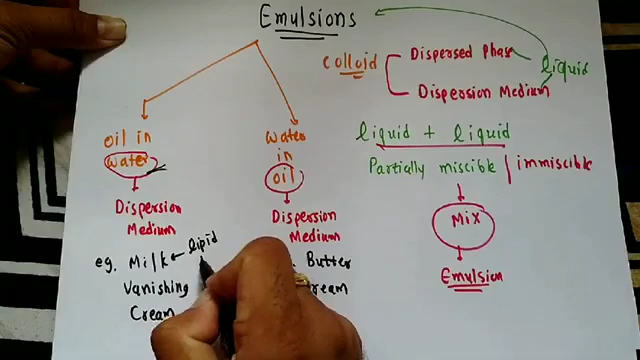 Emulsions
colloid
Dispersed Phase
Dispersion Medium
liquid
oil in
water
Dispersion
Medium
eg. Milk ← lipid
Vanishing
Cream
water
in
oil
Dispersion
Medium
Butter
liquid + liquid
Partially miscible | immiscible
Mix
Emulsion